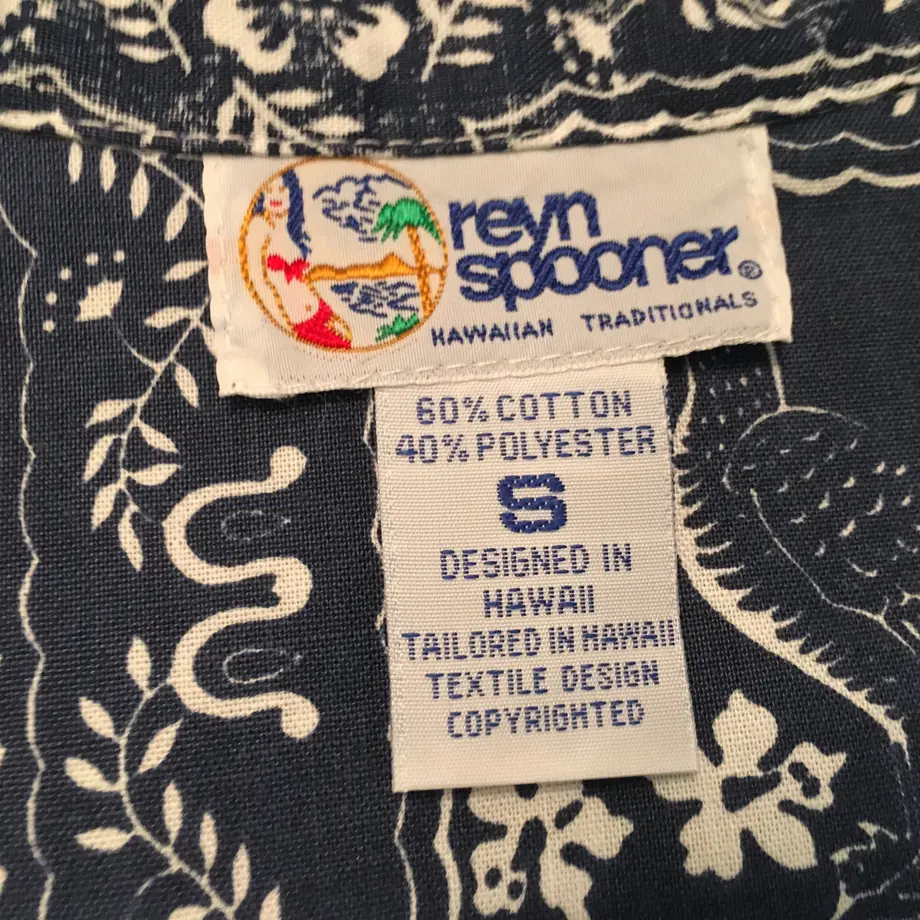 reyn
spooner®
HAWAIIAN TRADITIONALS
60% COTTON
40% POLYESTER
S
DESIGNED IN
HAWAII
TAILORED IN HAWAII
TEXTILE DESIGN
COPYRIGHTED